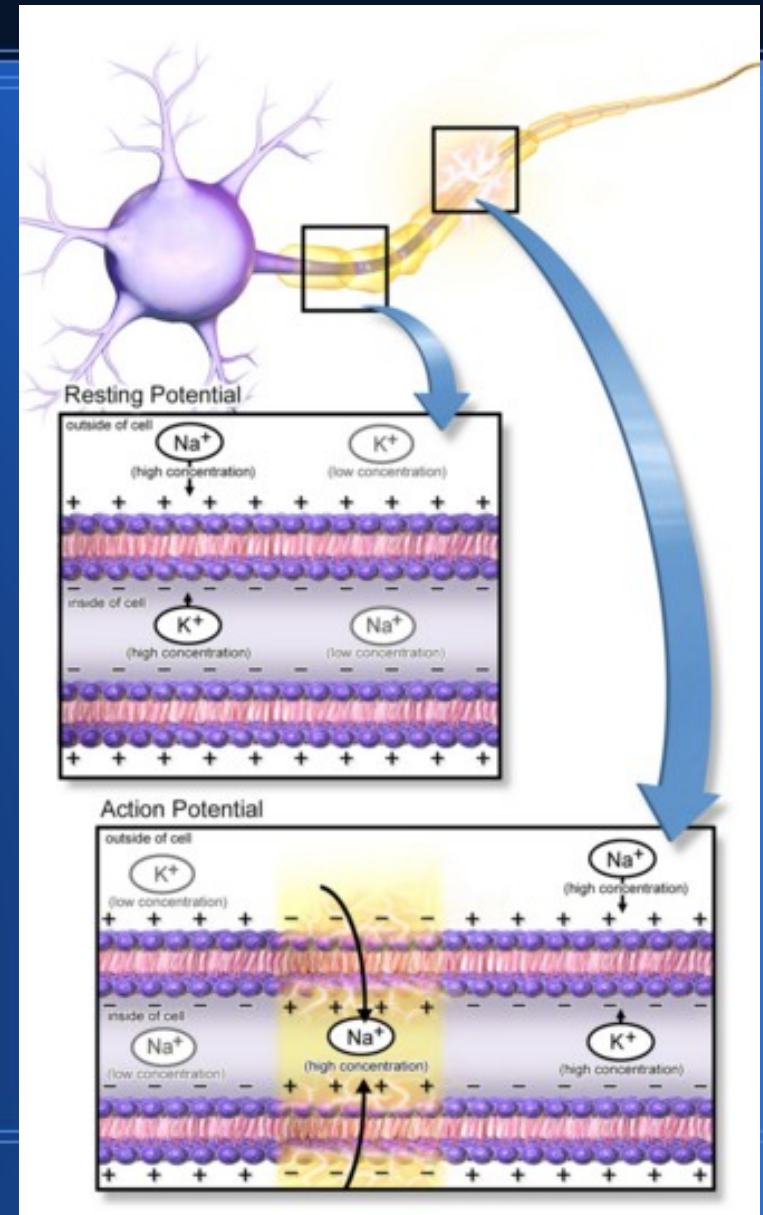 Resting Potential
outside of cell
Na+ K+
(high concentration) (low concentration)
+ + + + + + + + +
− − − − − − − − −
inside of cell
K+ Na+
(high concentration) (low concentration)
− − − − − − − − −
+ + + + + + + + +
Action Potential
outside of cell
K+ Na+
(low concentration) (high concentration)
+ + + + − − − − + + + + + + +
− − − − + + + + − − − − − − −
inside of cell
Na+ Na+ K+
(low concentration) (high concentration) (high concentration)
− − − − + + + + − − − − − − −
+ + + + − − − − + + + + + + +